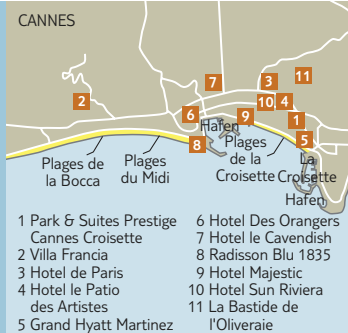 CANNES
11
7
3
2
10
4
6
9
1
Hafen
8
5
Plages de
la Bocca
Plages
du Midi
Plages
de la
Croisette
La
Croisette
Hafen
1 Park & Suites Prestige
Cannes Croisette
2 Villa Francia
3 Hotel de Paris
4 Hotel le Patio
des Artistes
5 Grand Hyatt Martinez
6 Hotel Des Orangers
7 Hotel le Cavendish
8 Radisson Blu 1835
9 Hotel Majestic
10 Hotel Sun Riviera
11 La Bastide de
l'Oliveraie